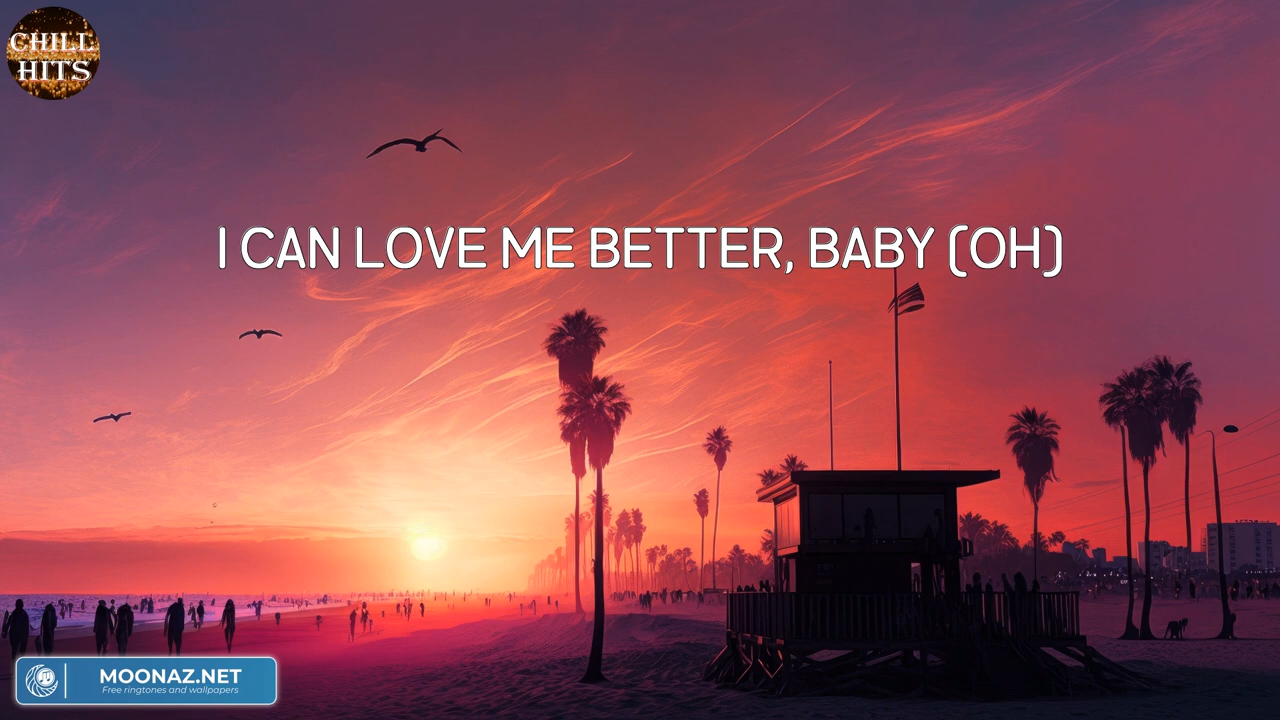 CHILL
HITS
I CAN LOVE ME BETTER, BABY (OH)
MOONAZ.NET
Free ringtones and wallpapers